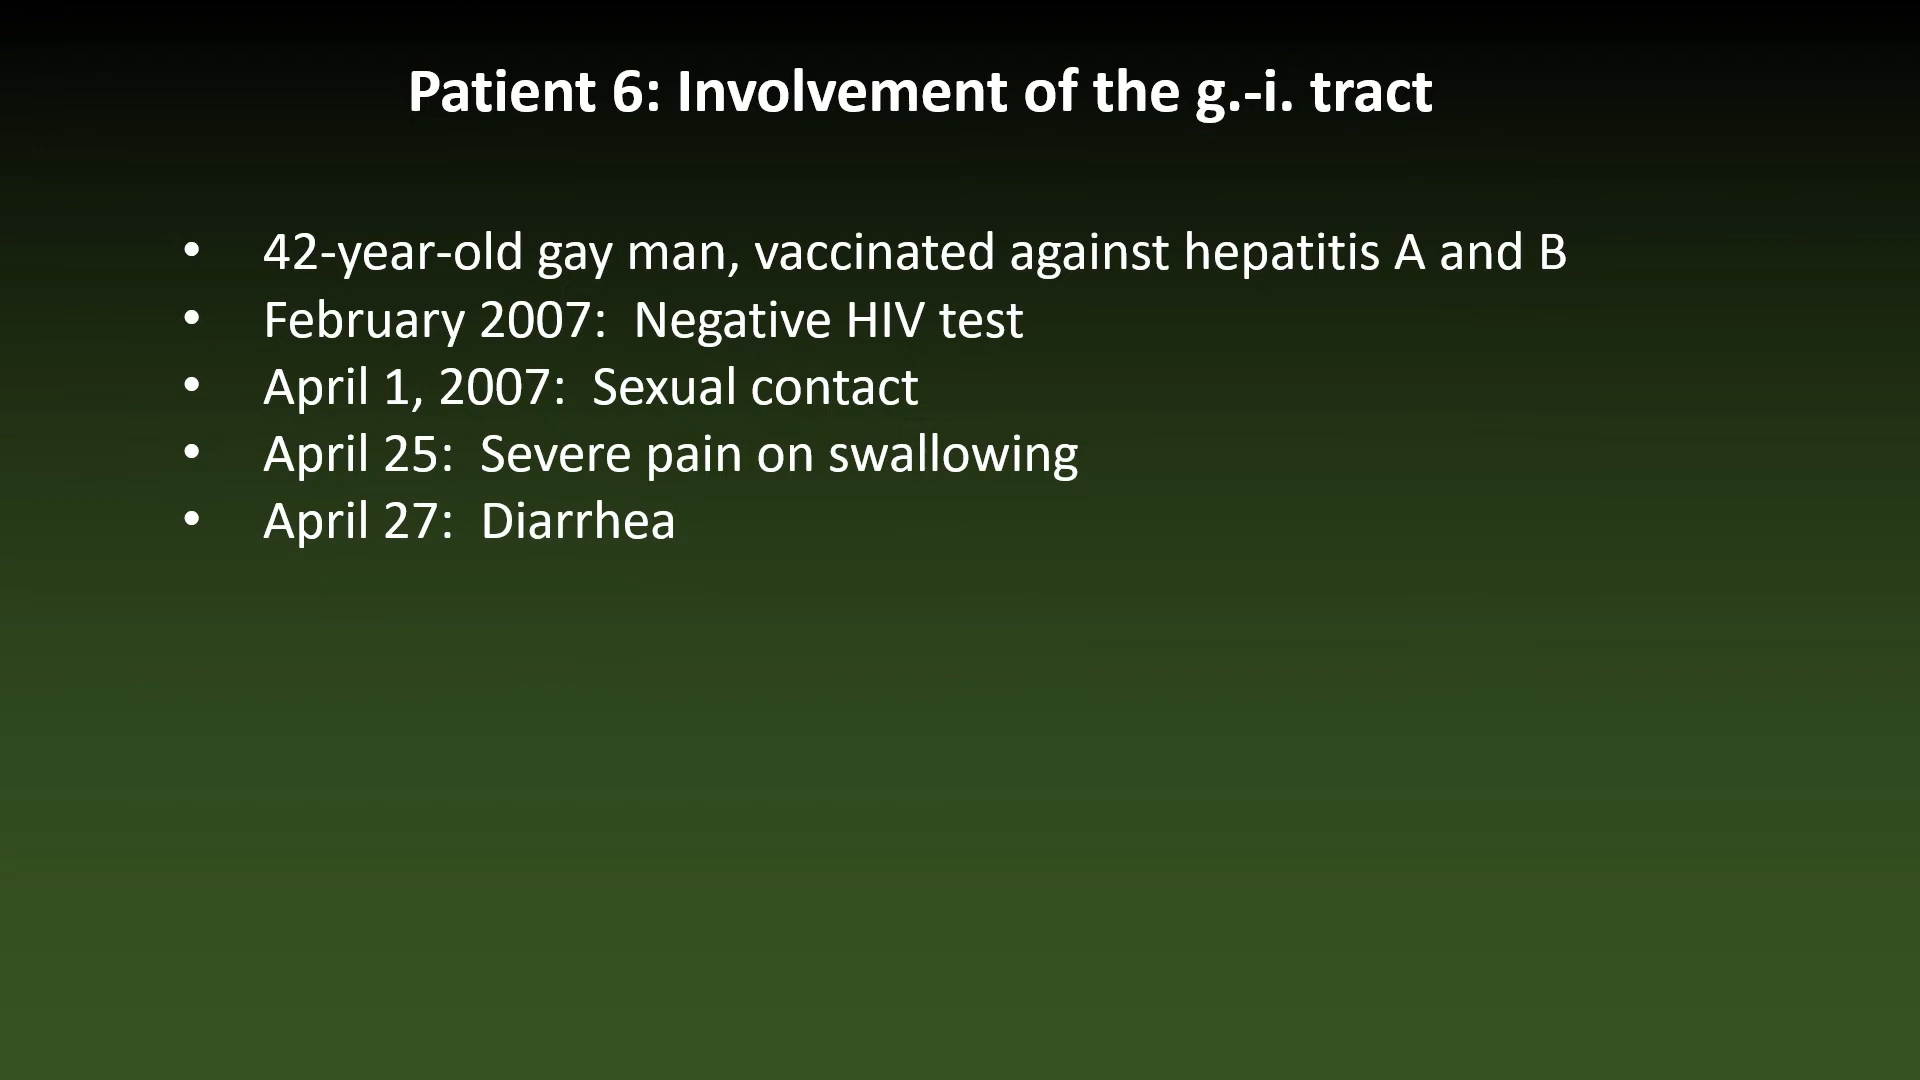 Patient 6: Involvement of the g.-i. tract
• 42-year-old gay man, vaccinated against hepatitis A and B
• February 2007:  Negative HIV test
• April 1, 2007:  Sexual contact
• April 25:  Severe pain on swallowing
• April 27:  Diarrhea